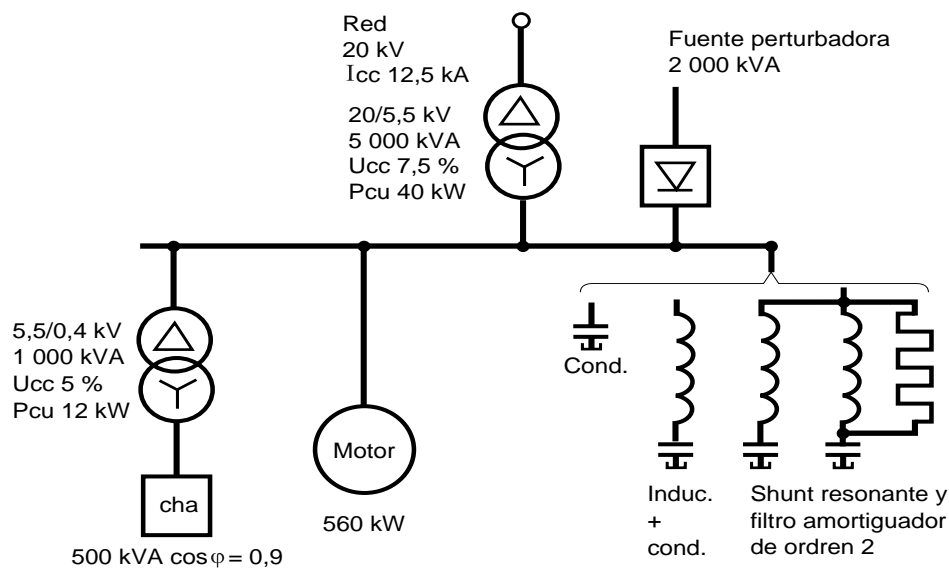 Red
20 kV
Icc 12,5 kA
20/5,5 kV
5 000 kVA
Ucc 7,5 %
Pcu 40 kW
Fuente perturbadora
2 000 kVA
5,5/0,4 kV
1 000 kVA
Ucc 5 %
Pcu 12 kW
cha
500 kVA cos φ = 0,9
Motor
560 kW
Cond.
Induc.
+
cond.
Shunt resonante y
filtro amortiguador
de ordren 2